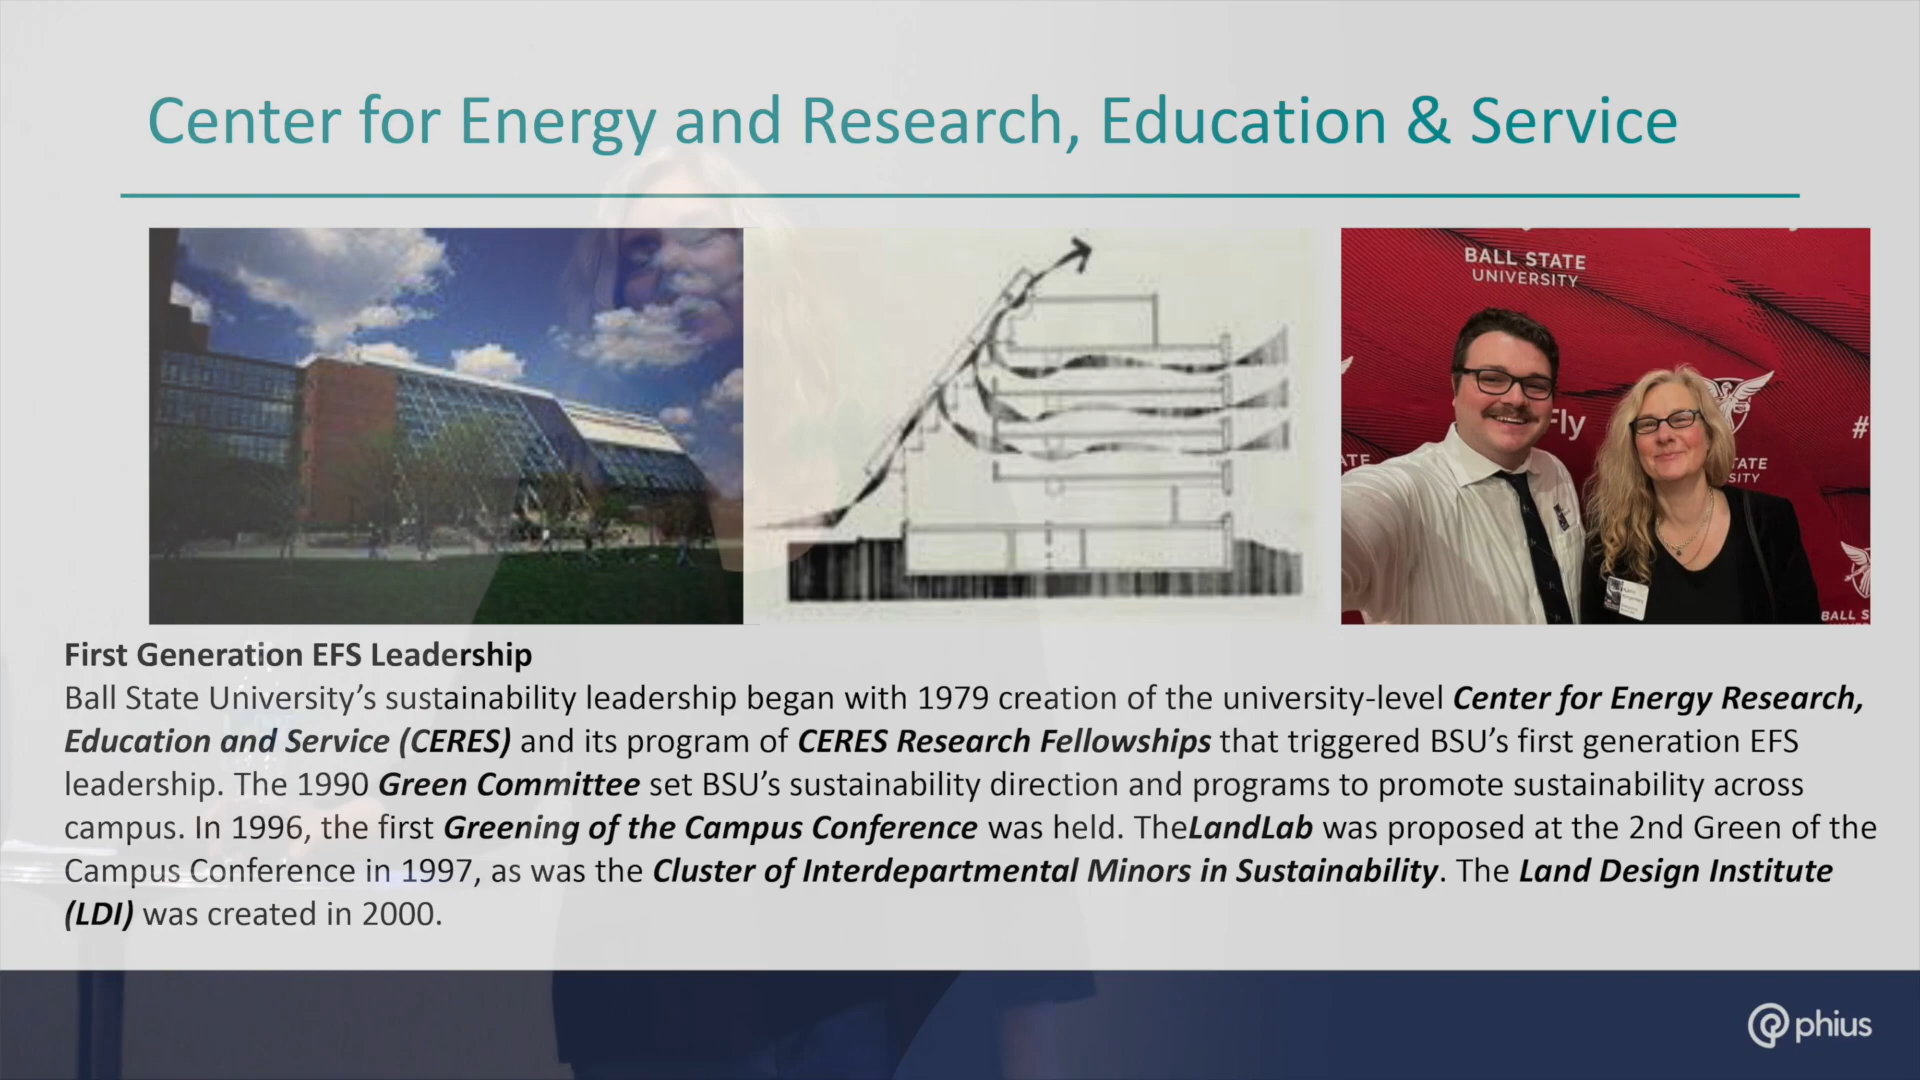 Center for Energy and Research, Education & Service
BALL STATE
UNIVERSITY
Fly
#
ATE
TATE
SITY
BALL S
First Generation EFS Leadership
Ball State University’s sustainability leadership began with 1979 creation of the university-level Center for Energy Research,
Education and Service (CERES) and its program of CERES Research Fellowships that triggered BSU’s first generation EFS
leadership. The 1990 Green Committee set BSU’s sustainability direction and programs to promote sustainability across
campus. In 1996, the first Greening of the Campus Conference was held. TheLandLab was proposed at the 2nd Green of the
Campus Conference in 1997, as was the Cluster of Interdepartmental Minors in Sustainability. The Land Design Institute
(LDI) was created in 2000.
phius